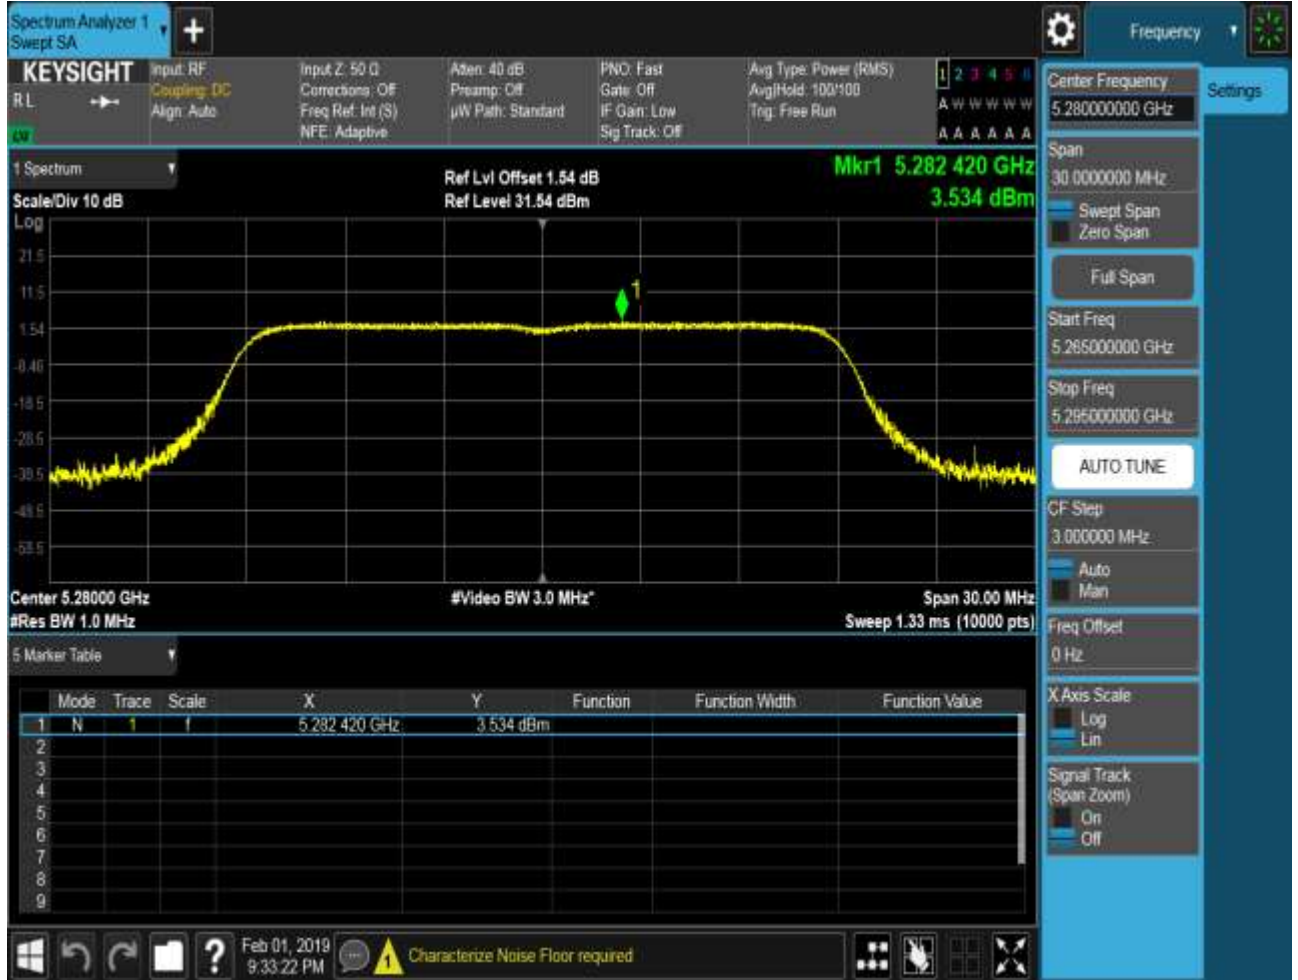 Spectrum Analyzer 1
Swept SA
+
Frequency
KEYSIGHT
RL
Input: RF
Coupling: DC
Align: Auto
Input Z: 50 Ω
Corrections: Off
Freq Ref: Int (S)
NFE: Adaptive
Atten: 40 dB
Preamp: Off
µW Path: Standard
PNO: Fast
Gate: Off
IF Gain: Low
Sig Track: Off
Avg Type: Power (RMS)
Avg|Hold: 100/100
Trig: Free Run
1 2 3 4 5 6
A W W W W W
A A A A A A
1 Spectrum
Scale/Div 10 dB
Ref Lvl Offset 1.54 dB
Ref Level 31.54 dBm
Mkr1 5.282 420 GHz
3.534 dBm
Log
21.5
11.5
1.54
-8.46
-18.5
-28.5
-38.5
-48.5
-58.5
1
Center 5.28000 GHz
#Video BW 3.0 MHz*
Span 30.00 MHz
#Res BW 1.0 MHz
Sweep 1.33 ms (10000 pts)
5 Marker Table
Mode Trace Scale X Y Function Function Width Function Value
1 N 1 f 5.282 420 GHz 3.534 dBm
2
3
4
5
6
7
8
9
Center Frequency
5.280000000 GHz
Settings
Span
30.0000000 MHz
Swept Span
Zero Span
Full Span
Start Freq
5.265000000 GHz
Stop Freq
5.295000000 GHz
AUTO TUNE
CF Step
3.000000 MHz
Auto
Man
Freq Offset
0 Hz
X Axis Scale
Log
Lin
Signal Track
(Span Zoom)
On
Off
?
Feb 01, 2019
9:33:22 PM
1
Characterize Noise Floor required